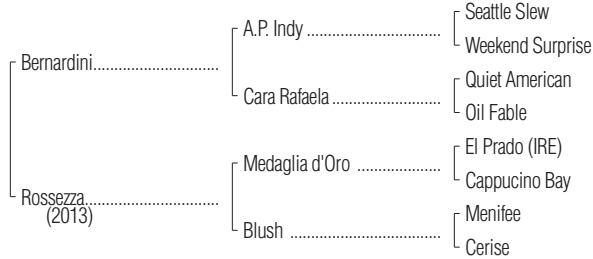 Seattle Slew
A.P. Indy
Weekend Surprise
Bernardini
Quiet American
Cara Rafaela
Oil Fable
El Prado (IRE)
Medaglia d'Oro
Cappucino Bay
Rossezza
(2013)
Menifee
Blush
Cerise